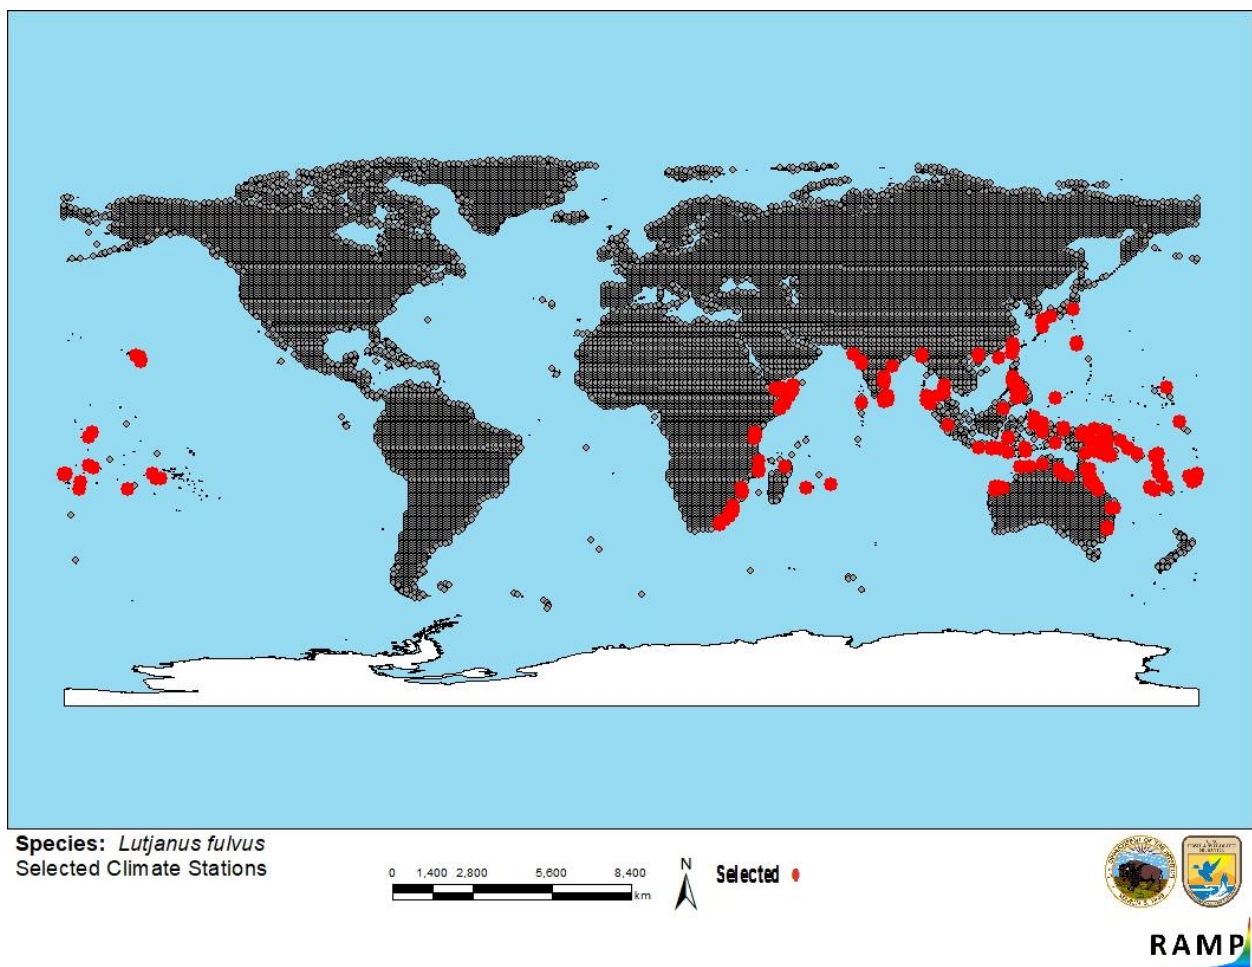 Species: Lutjanus fulvus
Selected Climate Stations
0 1,400 2,800 5,600 8,400
km
N
Selected
RAMP